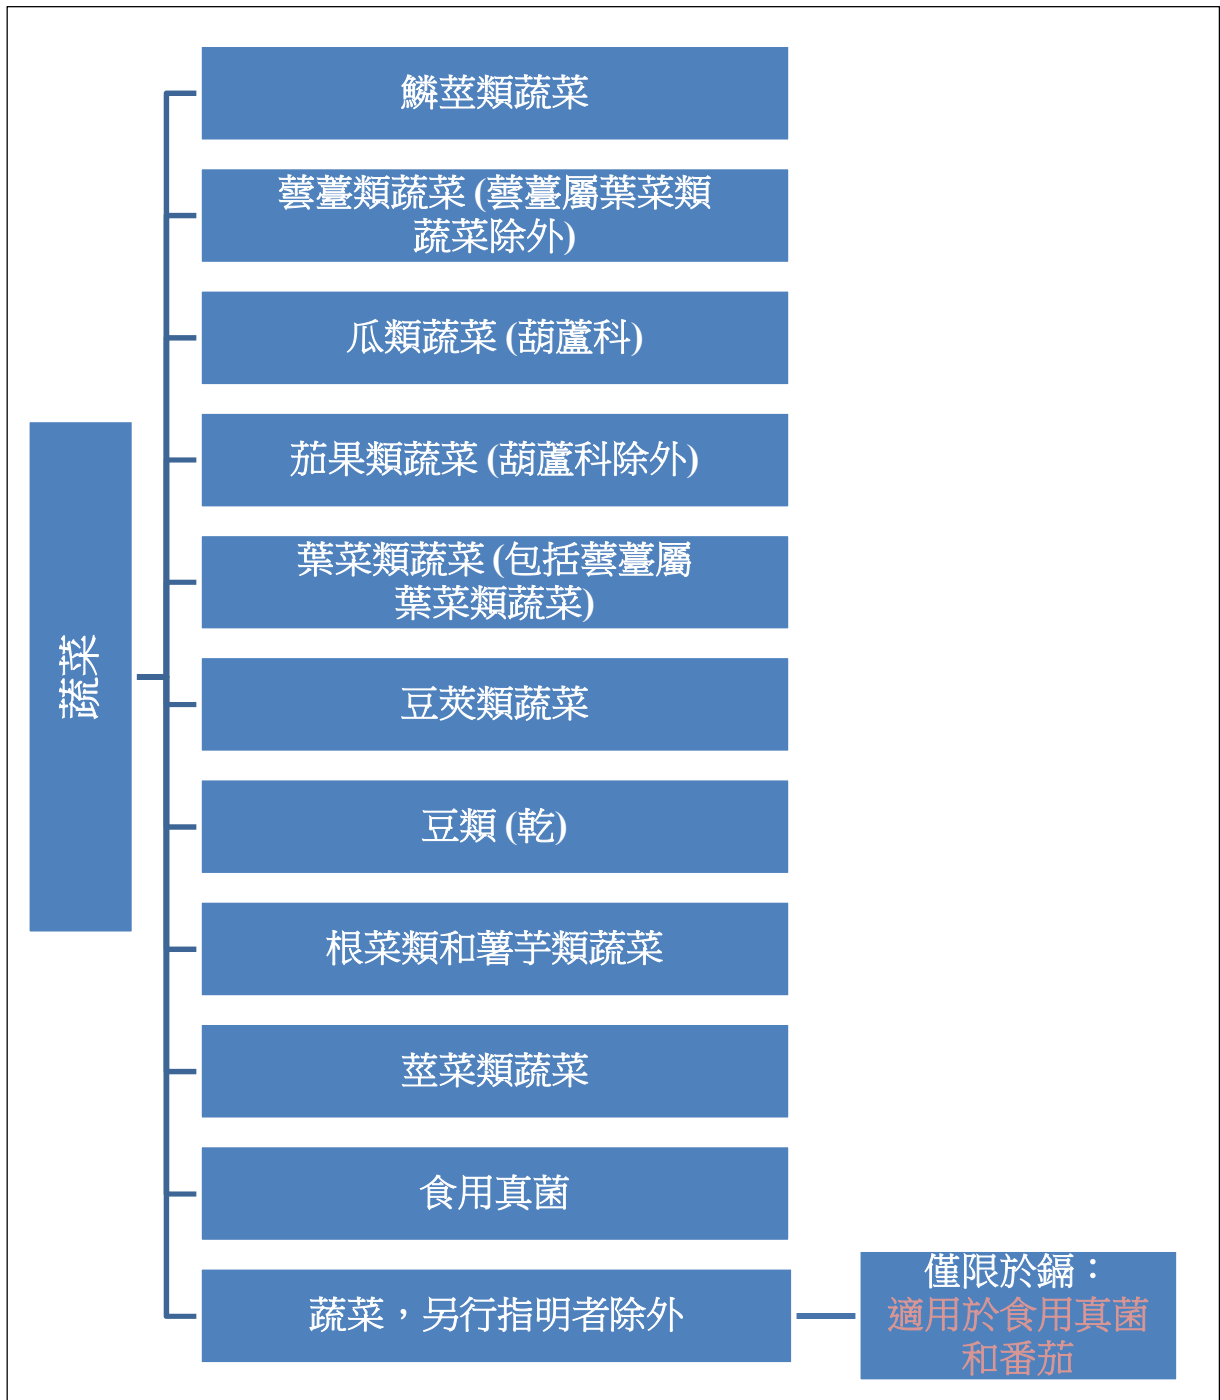 蔬菜
鱗莖類蔬菜
蕓薹類蔬菜 (蕓薹屬葉菜類
蔬菜除外)
瓜類蔬菜 (葫蘆科)
茄果類蔬菜 (葫蘆科除外)
葉菜類蔬菜 (包括蕓薹屬
葉菜類蔬菜)
豆莢類蔬菜
豆類 (乾)
根菜類和薯芋類蔬菜
莖菜類蔬菜
食用真菌
蔬菜，另行指明者除外
僅限於鎘：
適用於食用真菌
和番茄